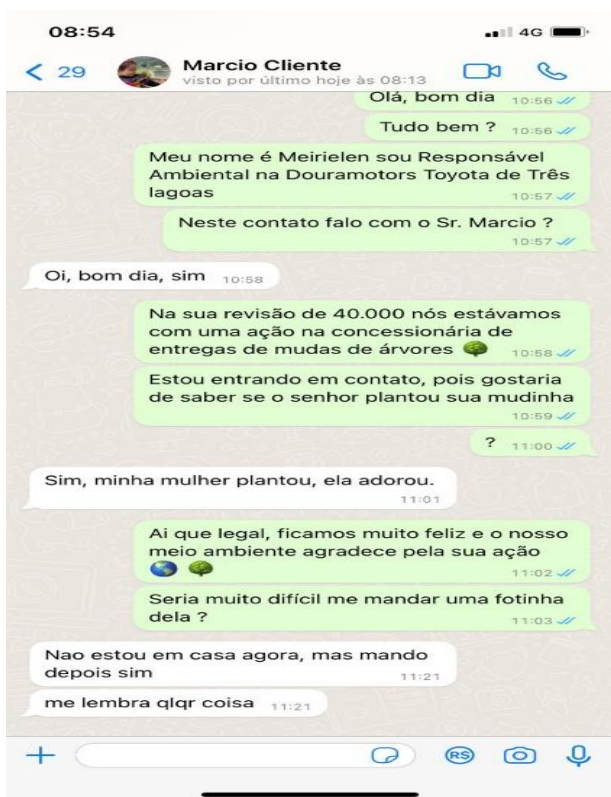 08:54
4G
29
Marcio Cliente
visto por último hoje às 08:13
Olá, bom dia 10:56
Tudo bem ? 10:56
Meu nome é Meirielen sou Responsável
Ambiental na Douramotors Toyota de Três
lagoas
10:57
Neste contato falo com o Sr. Marcio ?
10:57
Oi, bom dia, sim 10:58
Na sua revisão de 40.000 nós estávamos
com uma ação na concessionária de
entregas de mudas de árvores 🌳 10:58
Estou entrando em contato, pois gostaria
de saber se o senhor plantou sua mudinha
10:59
? 11:00
Sim, minha mulher plantou, ela adorou.
11:01
Ai que legal, ficamos muito feliz e o nosso
meio ambiente agradece pela sua ação
🌎 🌳 11:02
Seria muito difícil me mandar uma fotinha
dela ? 11:03
Nao estou em casa agora, mas mando
depois sim 11:21
me lembra qlqr coisa 11:21
R$